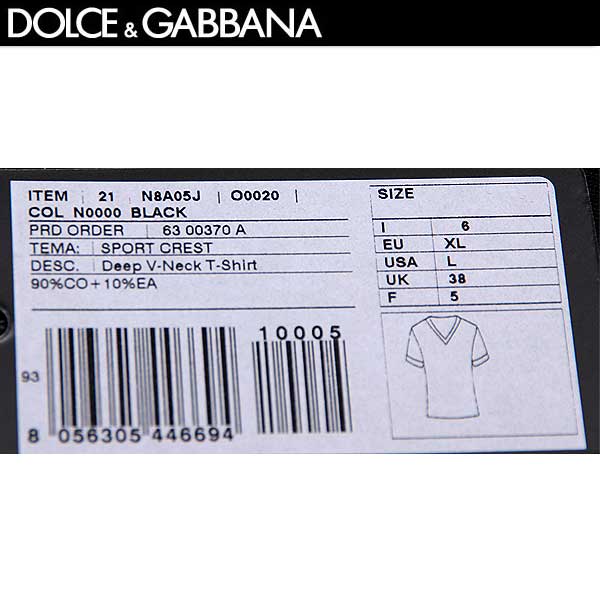 DOLCE & GABBANA
ITEM | 21 | N8A05J | O0020 |
COL N0000 BLACK
PRD ORDER | 63 00370 A
TEMA: | SPORT CREST
DESC. | Deep V-Neck T-Shirt
90%CO+10%EA
10005
93
8 056305 446694
SIZE
I 6
EU XL
USA L
UK 38
F 5